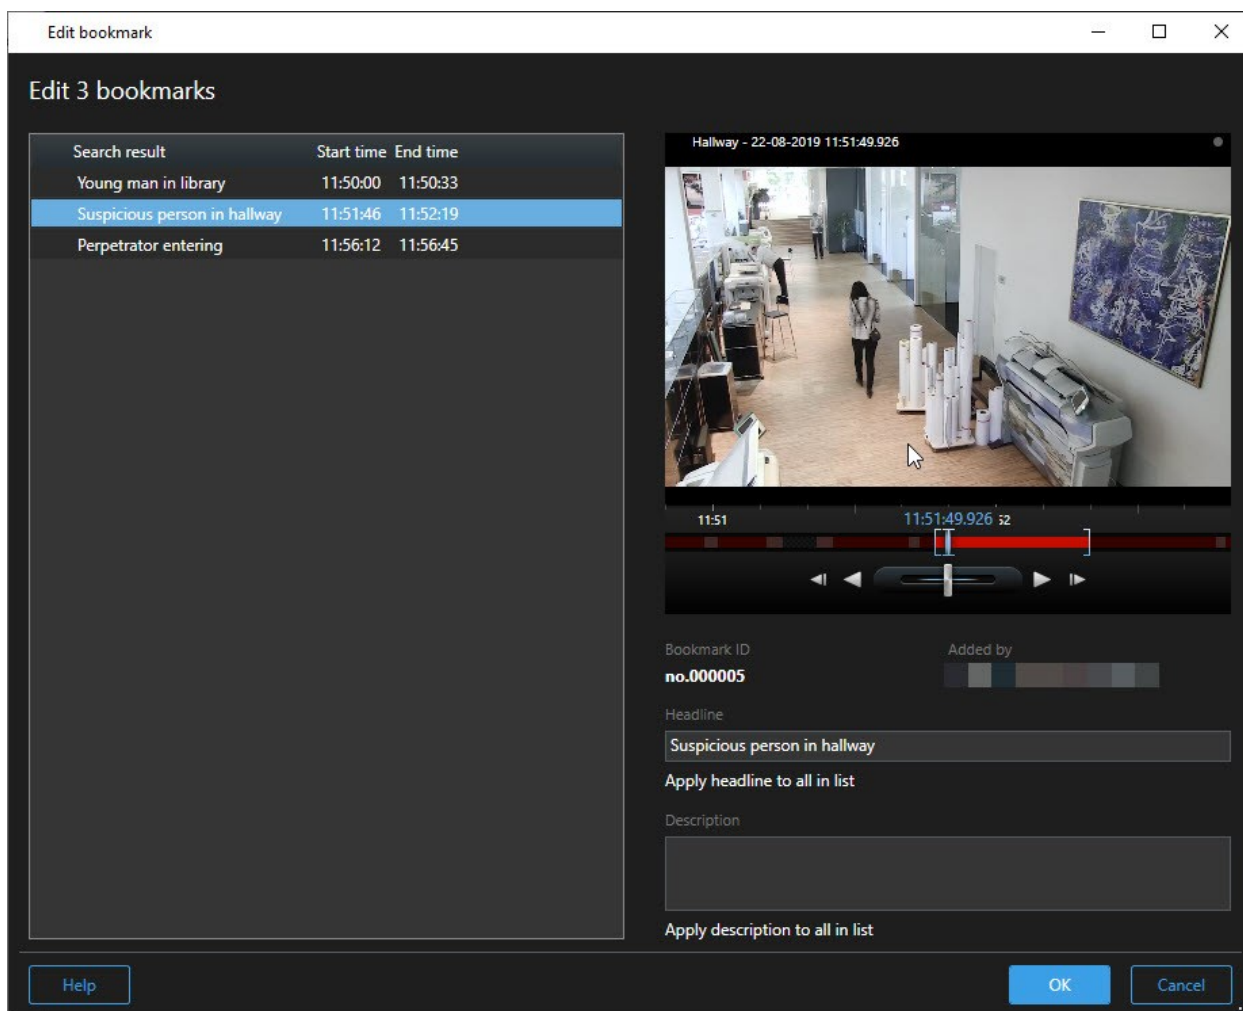 Edit bookmark
Edit 3 bookmarks
Search result Start time End time
Young man in library 11:50:00 11:50:33
Suspicious person in hallway 11:51:46 11:52:19
Perpetrator entering 11:56:12 11:56:45
Hallway - 22-08-2019 11:51:49.926
11:51 11:51:49.926 52
Bookmark ID Added by
no.000005
Headline
Suspicious person in hallway
Apply headline to all in list
Description
Apply description to all in list
Help OK Cancel